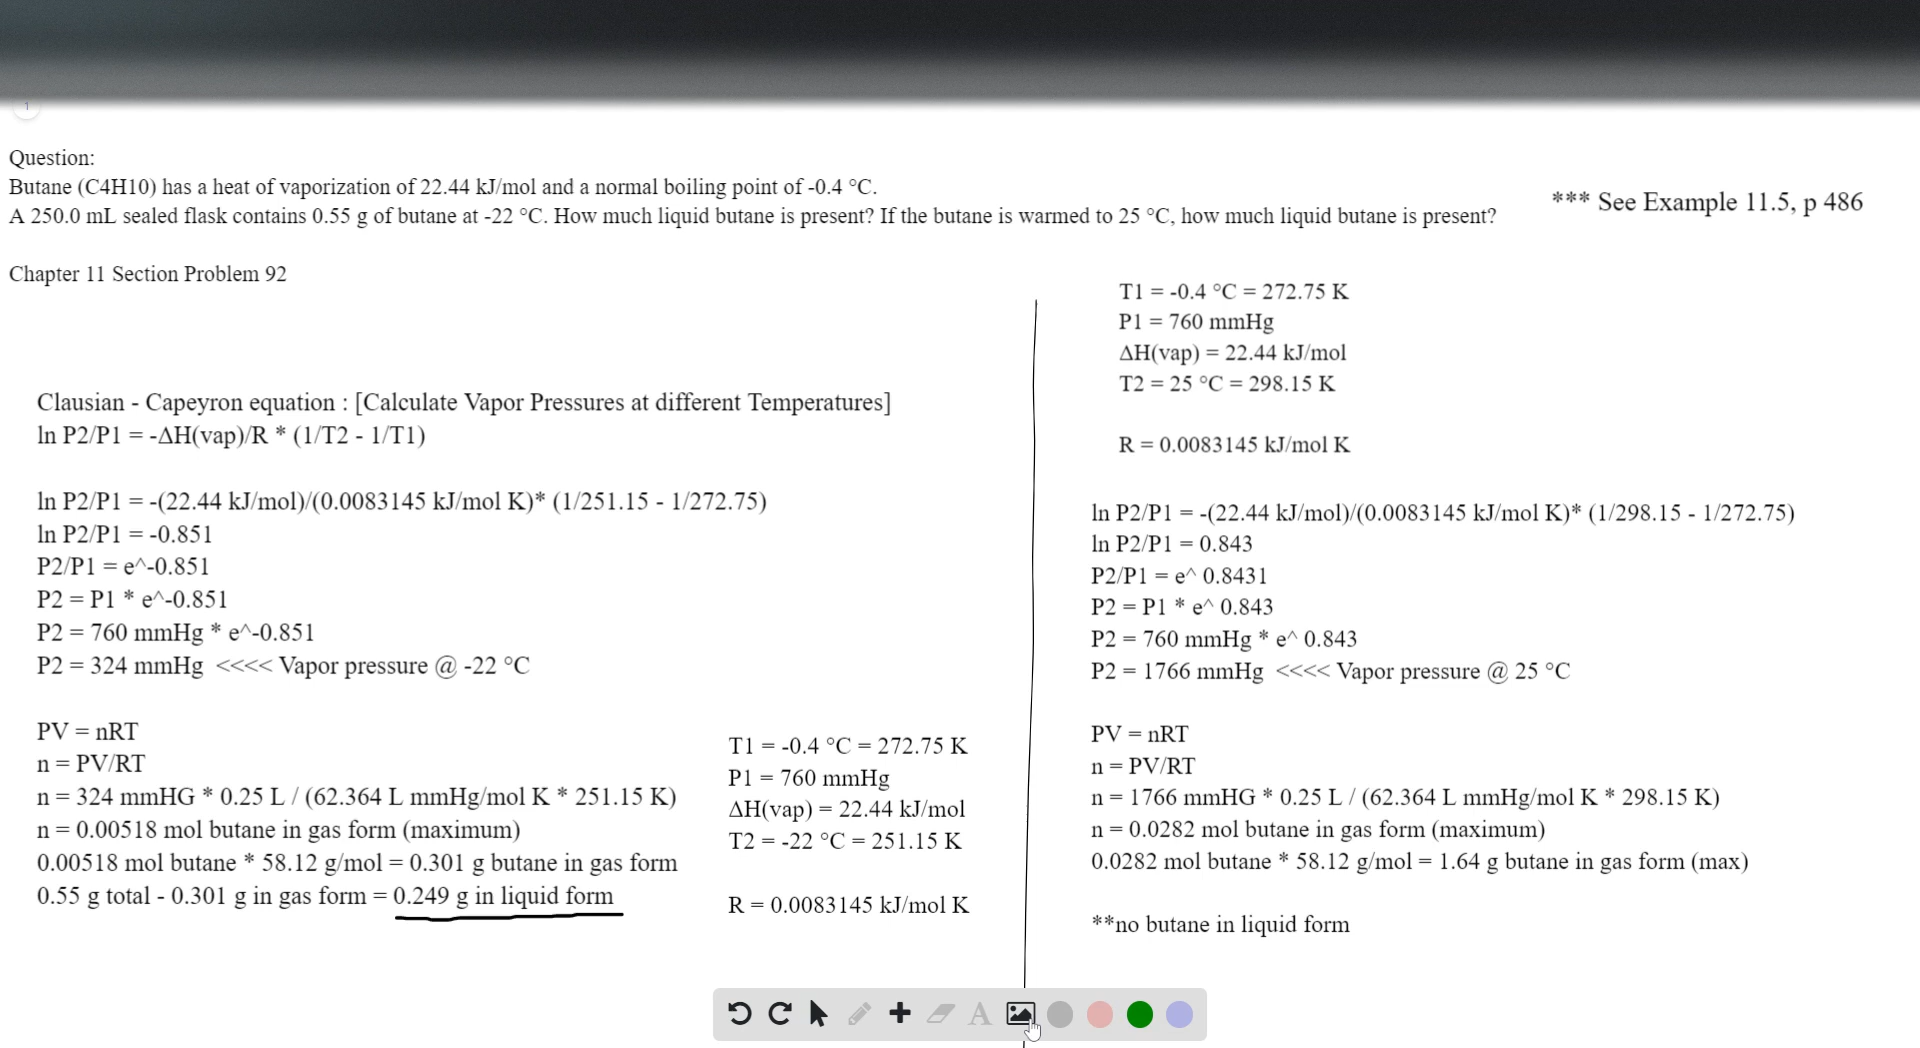 1
Question:
Butane (C4H10) has a heat of vaporization of 22.44 kJ/mol and a normal boiling point of -0.4 °C.
A 250.0 mL sealed flask contains 0.55 g of butane at -22 °C. How much liquid butane is present? If the butane is warmed to 25 °C, how much liquid butane is present?
*** See Example 11.5, p 486
Chapter 11 Section Problem 92
Clausian - Capeyron equation : [Calculate Vapor Pressures at different Temperatures]
ln P2/P1 = -ΔH(vap)/R * (1/T2 - 1/T1)
ln P2/P1 = -(22.44 kJ/mol)/(0.0083145 kJ/mol K)* (1/251.15 - 1/272.75)
ln P2/P1 = -0.851
P2/P1 = e^-0.851
P2 = P1 * e^-0.851
P2 = 760 mmHg * e^-0.851
P2 = 324 mmHg <<<< Vapor pressure @ -22 °C
PV = nRT
n = PV/RT
n = 324 mmHG * 0.25 L / (62.364 L mmHg/mol K * 251.15 K)
n = 0.00518 mol butane in gas form (maximum)
0.00518 mol butane * 58.12 g/mol = 0.301 g butane in gas form
0.55 g total - 0.301 g in gas form = 0.249 g in liquid form
T1 = -0.4 °C = 272.75 K
P1 = 760 mmHg
ΔH(vap) = 22.44 kJ/mol
T2 = -22 °C = 251.15 K
R = 0.0083145 kJ/mol K
T1 = -0.4 °C = 272.75 K
P1 = 760 mmHg
ΔH(vap) = 22.44 kJ/mol
T2 = 25 °C = 298.15 K
R = 0.0083145 kJ/mol K
ln P2/P1 = -(22.44 kJ/mol)/(0.0083145 kJ/mol K)* (1/298.15 - 1/272.75)
ln P2/P1 = 0.843
P2/P1 = e^ 0.8431
P2 = P1 * e^ 0.843
P2 = 760 mmHg * e^ 0.843
P2 = 1766 mmHg <<<< Vapor pressure @ 25 °C
PV = nRT
n = PV/RT
n = 1766 mmHG * 0.25 L / (62.364 L mmHg/mol K * 298.15 K)
n = 0.0282 mol butane in gas form (maximum)
0.0282 mol butane * 58.12 g/mol = 1.64 g butane in gas form (max)
**no butane in liquid form
A